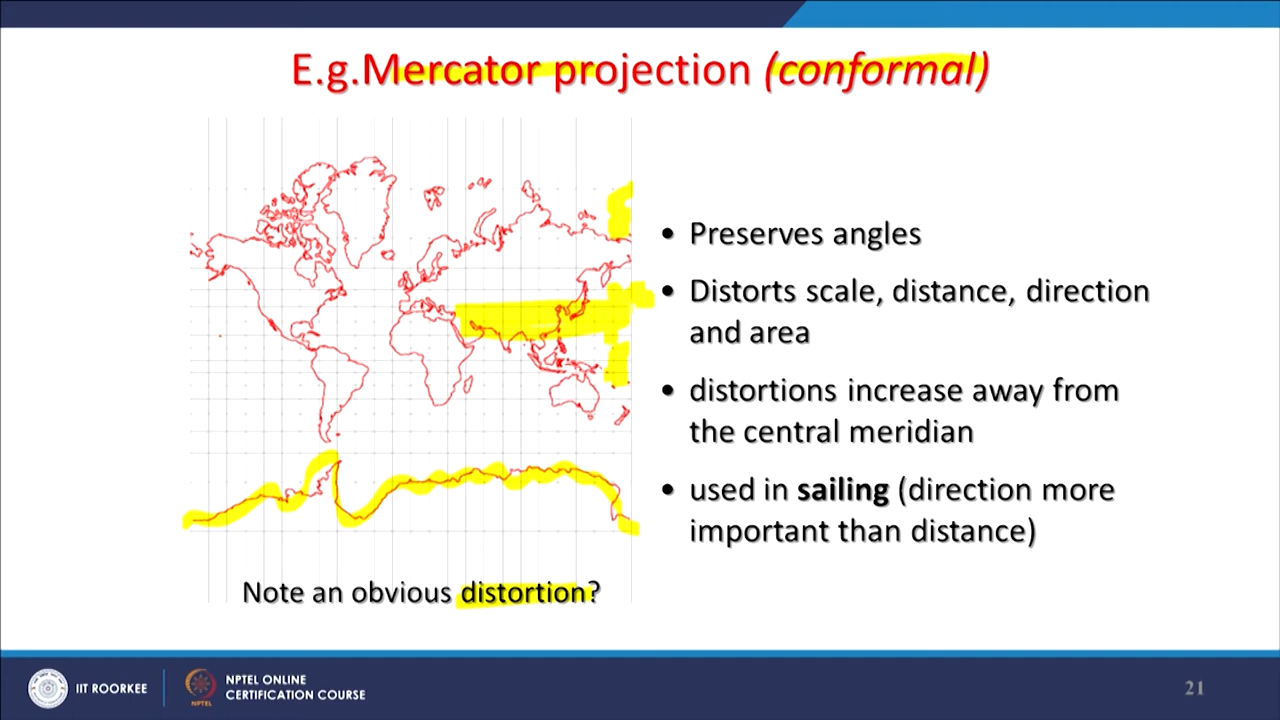 E.g.Mercator projection (conformal)
• Preserves angles
• Distorts scale, distance, direction
and area
• distortions increase away from
the central meridian
• used in sailing (direction more
important than distance)
Note an obvious distortion?
IIT ROORKEE
NPTEL
NPTEL ONLINE
CERTIFICATION COURSE
21